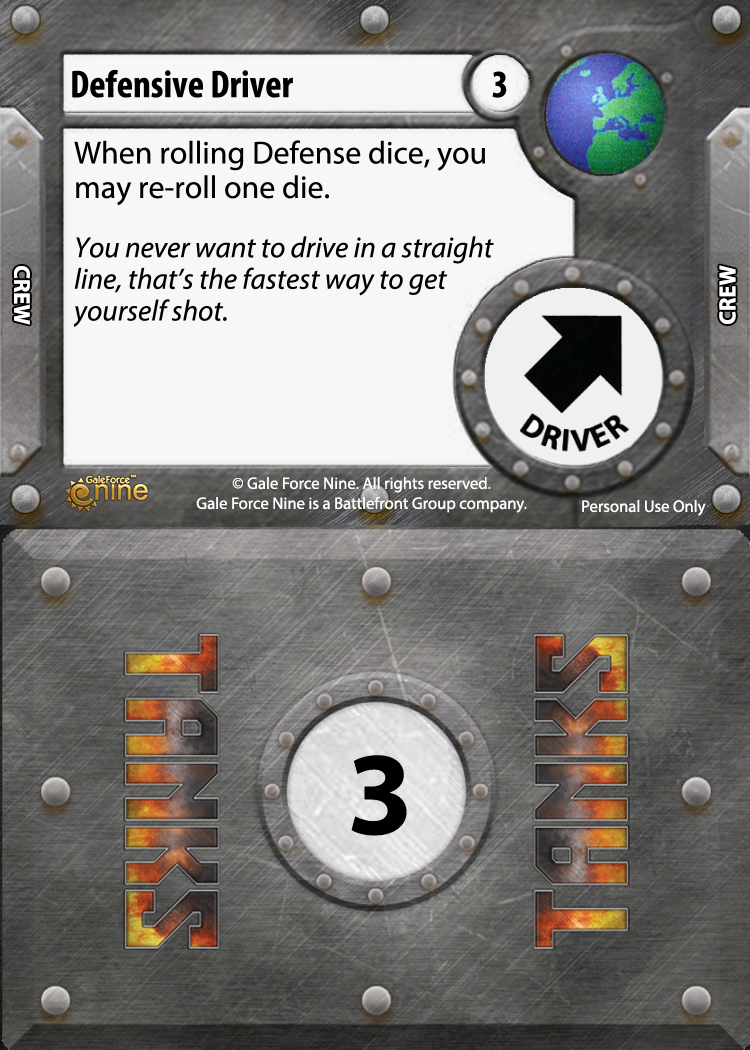 Defensive Driver
3
When rolling Defense dice, you
may re-roll one die.
You never want to drive in a straight
line, that's the fastest way to get
yourself shot.
CREW
CREW
DRIVER
GaleForce™
nine
© Gale Force Nine. All rights reserved.
Gale Force Nine is a Battlefront Group company.
Personal Use Only
TANKS
3
TANKS